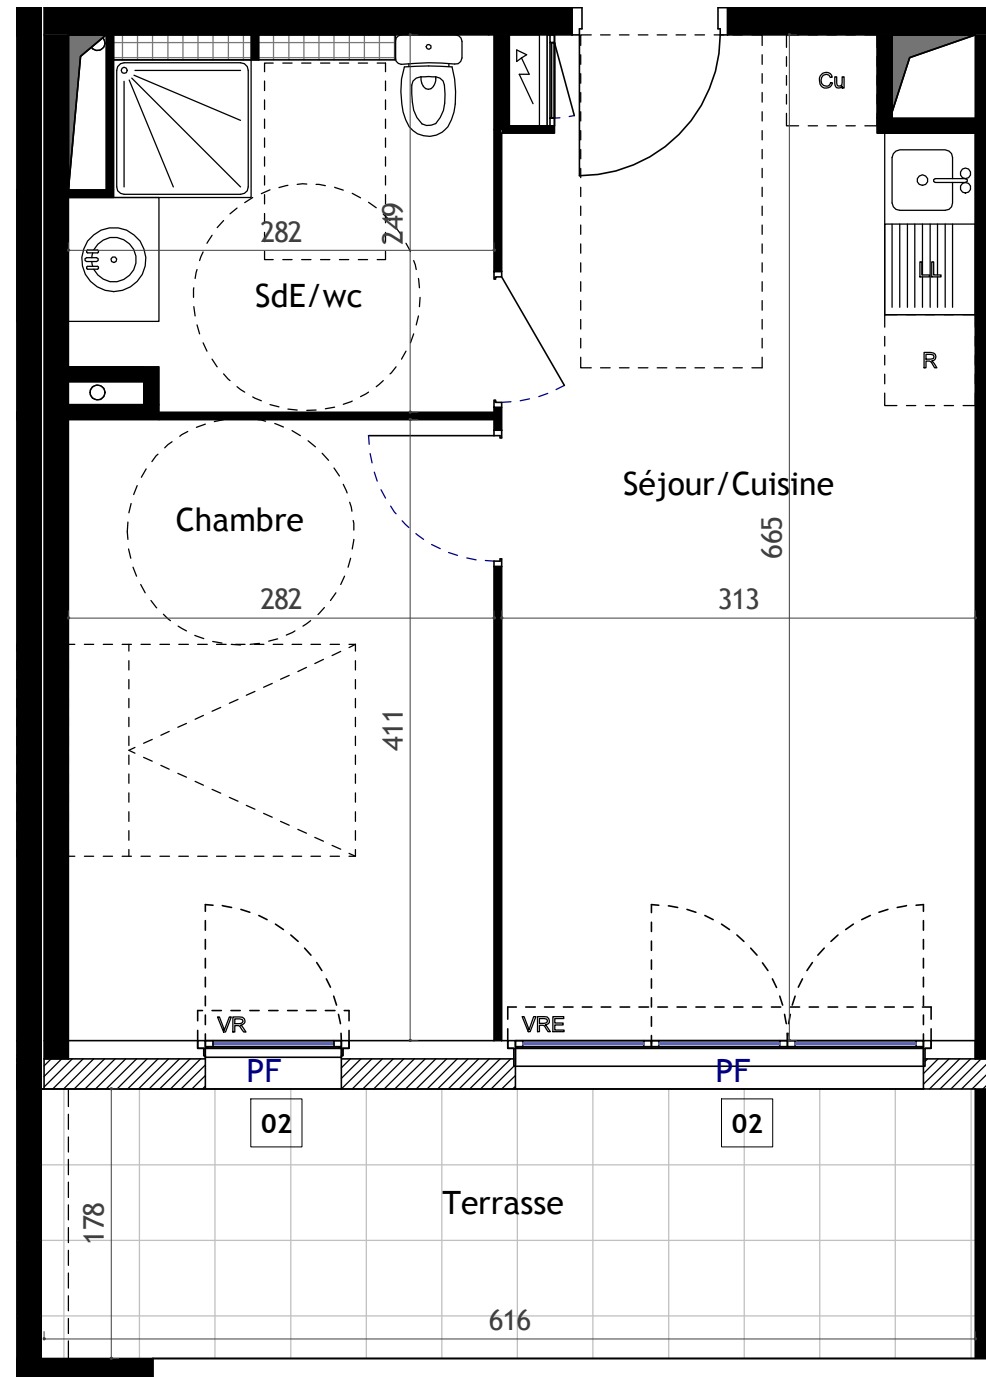 Cu
282
249
SdE/wc
LL
R
Séjour/Cuisine
Chambre
665
282
313
411
VR
VRE
PF
PF
02
02
Terrasse
178
616